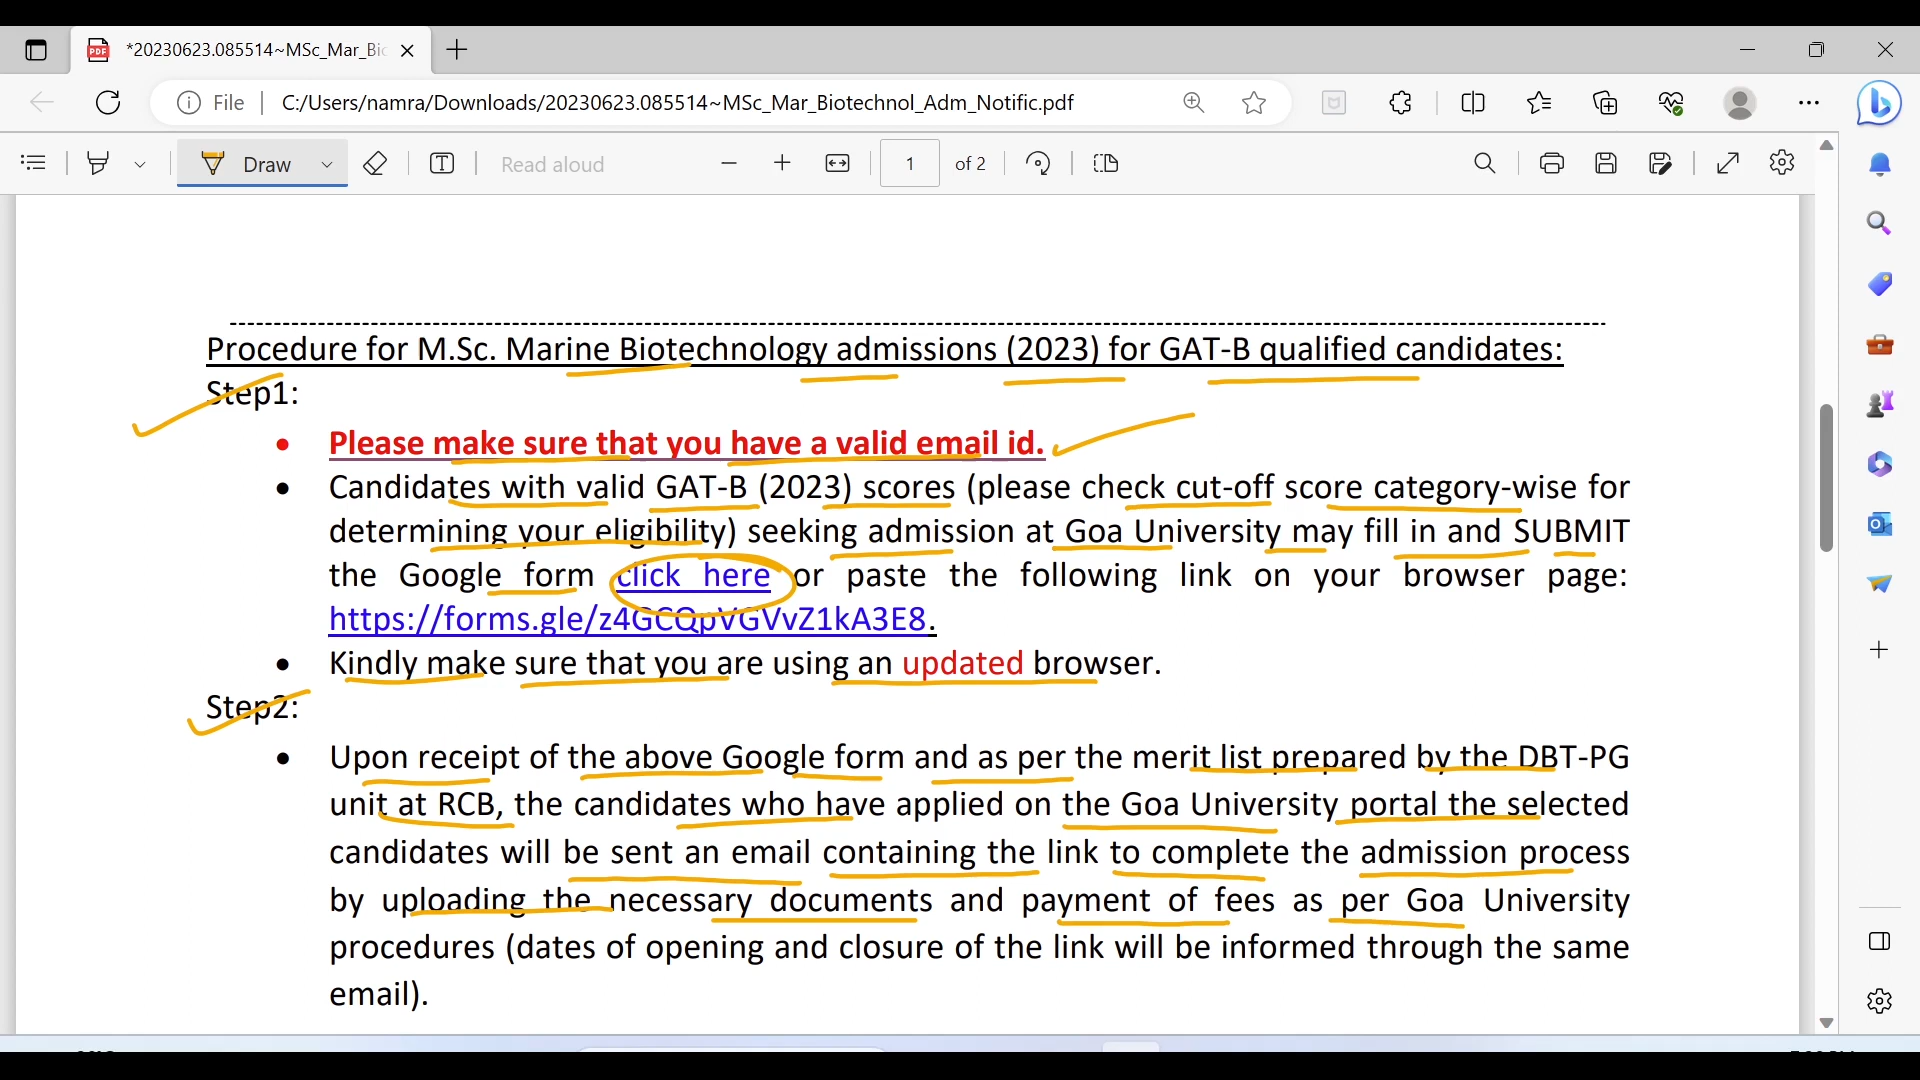 *20230623.085514~MSc_Mar_Bio
File
C:/Users/namra/Downloads/20230623.085514~MSc_Mar_Biotechnol_Adm_Notific.pdf
Draw
Read aloud
1
of 2
Procedure for M.Sc. Marine Biotechnology admissions (2023) for GAT-B qualified candidates:
Step1:
• Please make sure that you have a valid email id.
• Candidates with valid GAT-B (2023) scores (please check cut-off score category-wise for
determining your eligibility) seeking admission at Goa University may fill in and SUBMIT
the Google form click here or paste the following link on your browser page:
https://forms.gle/z4GCQpVGVvZ1kA3E8.
• Kindly make sure that you are using an updated browser.
Step2:
• Upon receipt of the above Google form and as per the merit list prepared by the DBT-PG
unit at RCB, the candidates who have applied on the Goa University portal the selected
candidates will be sent an email containing the link to complete the admission process
by uploading the necessary documents and payment of fees as per Goa University
procedures (dates of opening and closure of the link will be informed through the same
email).